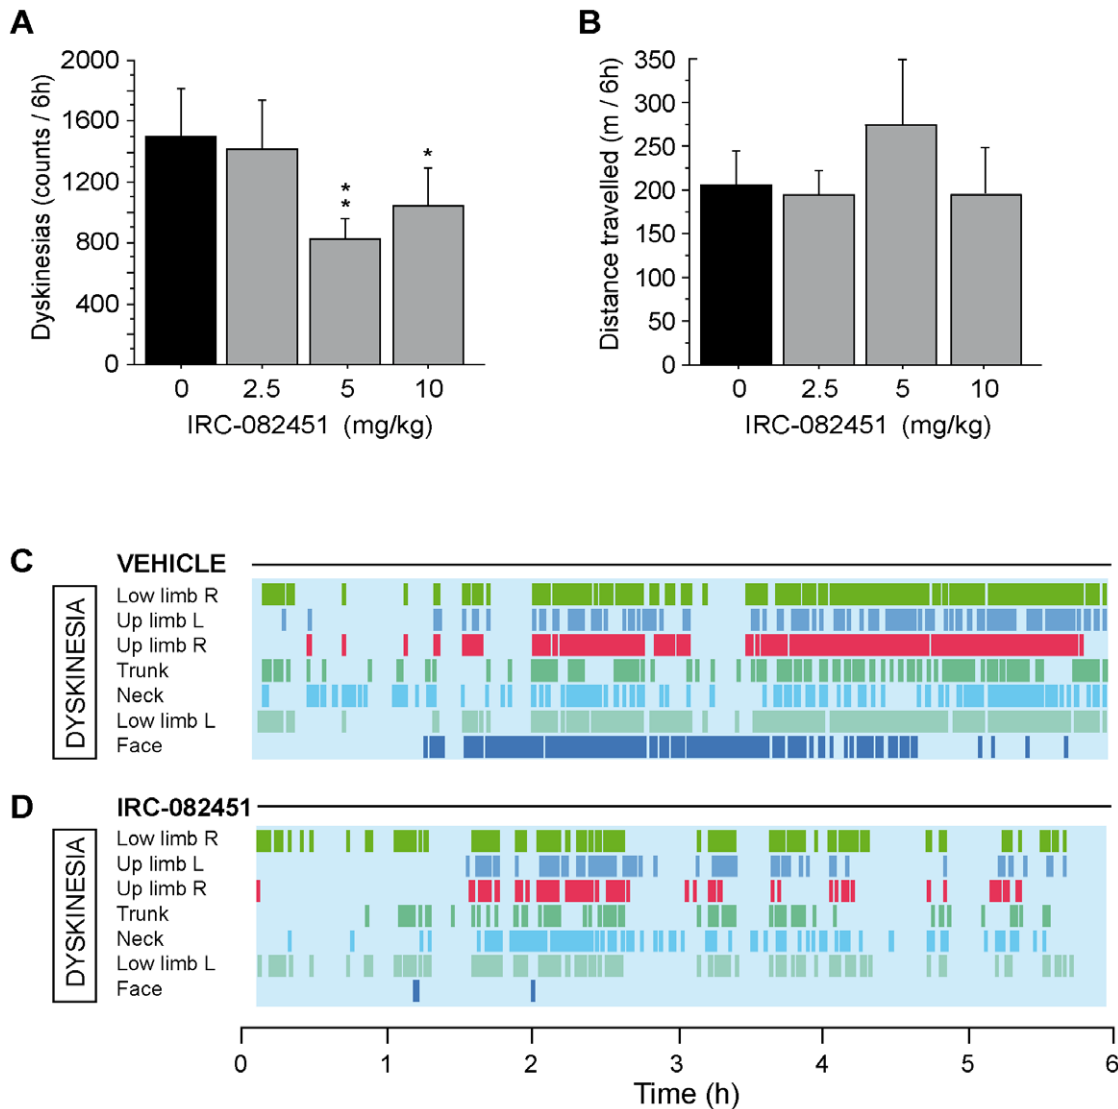 A
B
Dyskinesias (counts / 6h)
2000
1600
1200
800
400
0
*
*
*
0 2.5 5 10
IRC-082451 (mg/kg)
Distance travelled (m / 6h)
350
300
250
200
150
100
50
0
0 2.5 5 10
IRC-082451 (mg/kg)
C
VEHICLE
DYSKINESIA
Low limb R
Up limb L
Up limb R
Trunk
Neck
Low limb L
Face
D
IRC-082451
DYSKINESIA
Low limb R
Up limb L
Up limb R
Trunk
Neck
Low limb L
Face
0 1 2 3 4 5 6
Time (h)